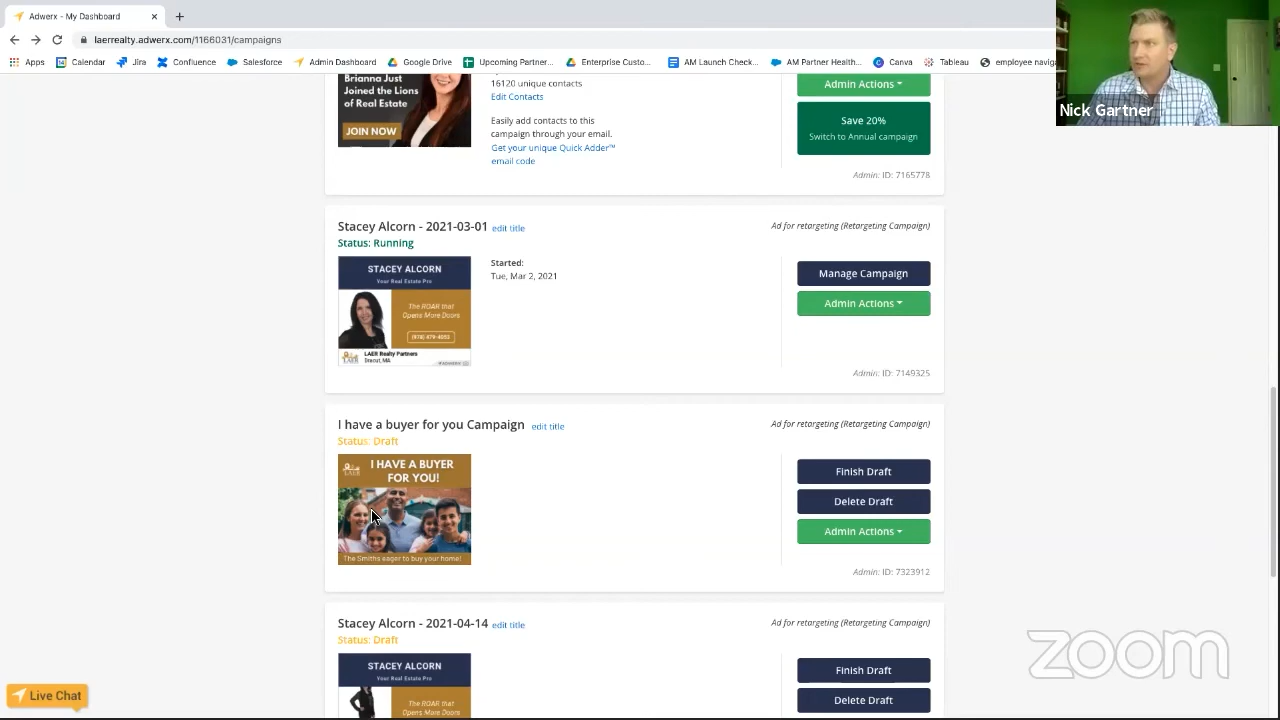 Adwerx - My Dashboard
laerrealty.adwerx.com/1166031/campaigns
Apps Calendar Jira Confluence Salesforce Admin Dashboard Google Drive Upcoming Partner... Enterprise Custo... AM Launch Check... AM Partner Health... Canva Tableau employee naviga
Nick Gartner
Brianna Just
Joined the Lions
of Real Estate
JOIN NOW
16120 unique contacts
Edit Contacts
Easily add contacts to this
campaign through your email.
Get your unique Quick Adder™
email code
Admin Actions
Save 20%
Switch to Annual campaign
Admin: ID: 7165778
Stacey Alcorn - 2021-03-01 edit title
Status: Running
Ad for retargeting (Retargeting Campaign)
STACEY ALCORN
Your Real Estate Pro
The ROAR that
Opens More Doors
(978) 479-4053
LAER Realty Partners
Dracut, MA
Started:
Tue, Mar 2, 2021
Manage Campaign
Admin Actions
Admin: ID: 7149325
I have a buyer for you Campaign edit title
Status: Draft
Ad for retargeting (Retargeting Campaign)
LAER
I HAVE A BUYER
FOR YOU!
The Smiths eager to buy your home!
Finish Draft
Delete Draft
Admin Actions
Admin: ID: 7323912
Stacey Alcorn - 2021-04-14 edit title
Status: Draft
Ad for retargeting (Retargeting Campaign)
STACEY ALCORN
Your Real Estate Pro
The ROAR that
Opens More Doors
Finish Draft
Delete Draft
Live Chat
zoom